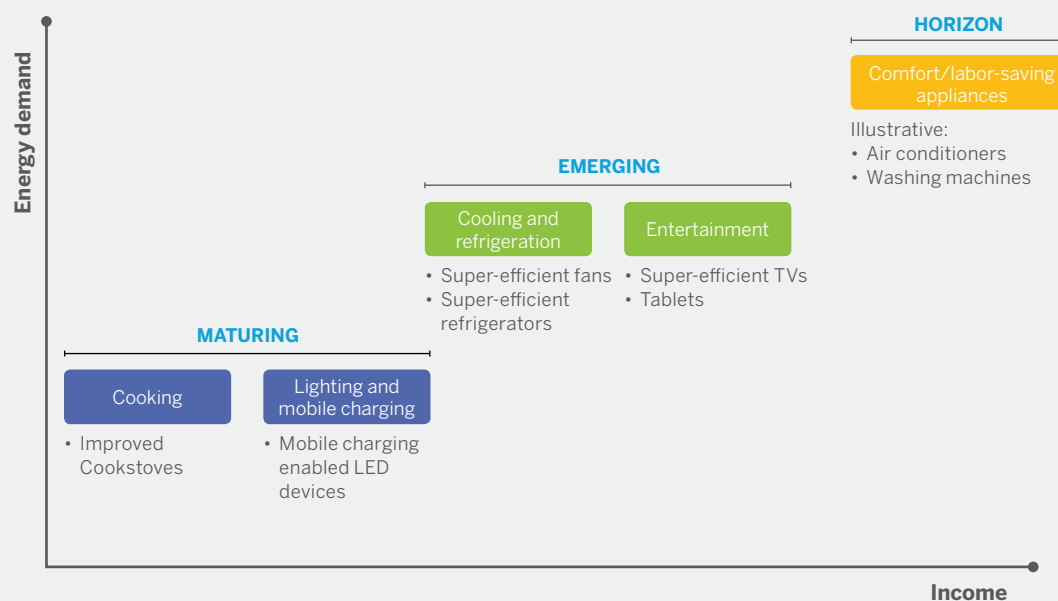 HORIZON
Comfort/labor-saving
appliances
Illustrative:
• Air conditioners
• Washing machines
Energy demand
EMERGING
Cooling and
refrigeration
• Super-efficient fans
• Super-efficient
refrigerators
Entertainment
• Super-efficient TVs
• Tablets
MATURING
Cooking
• Improved
Cookstoves
Lighting and
mobile charging
• Mobile charging
enabled LED
devices
Income